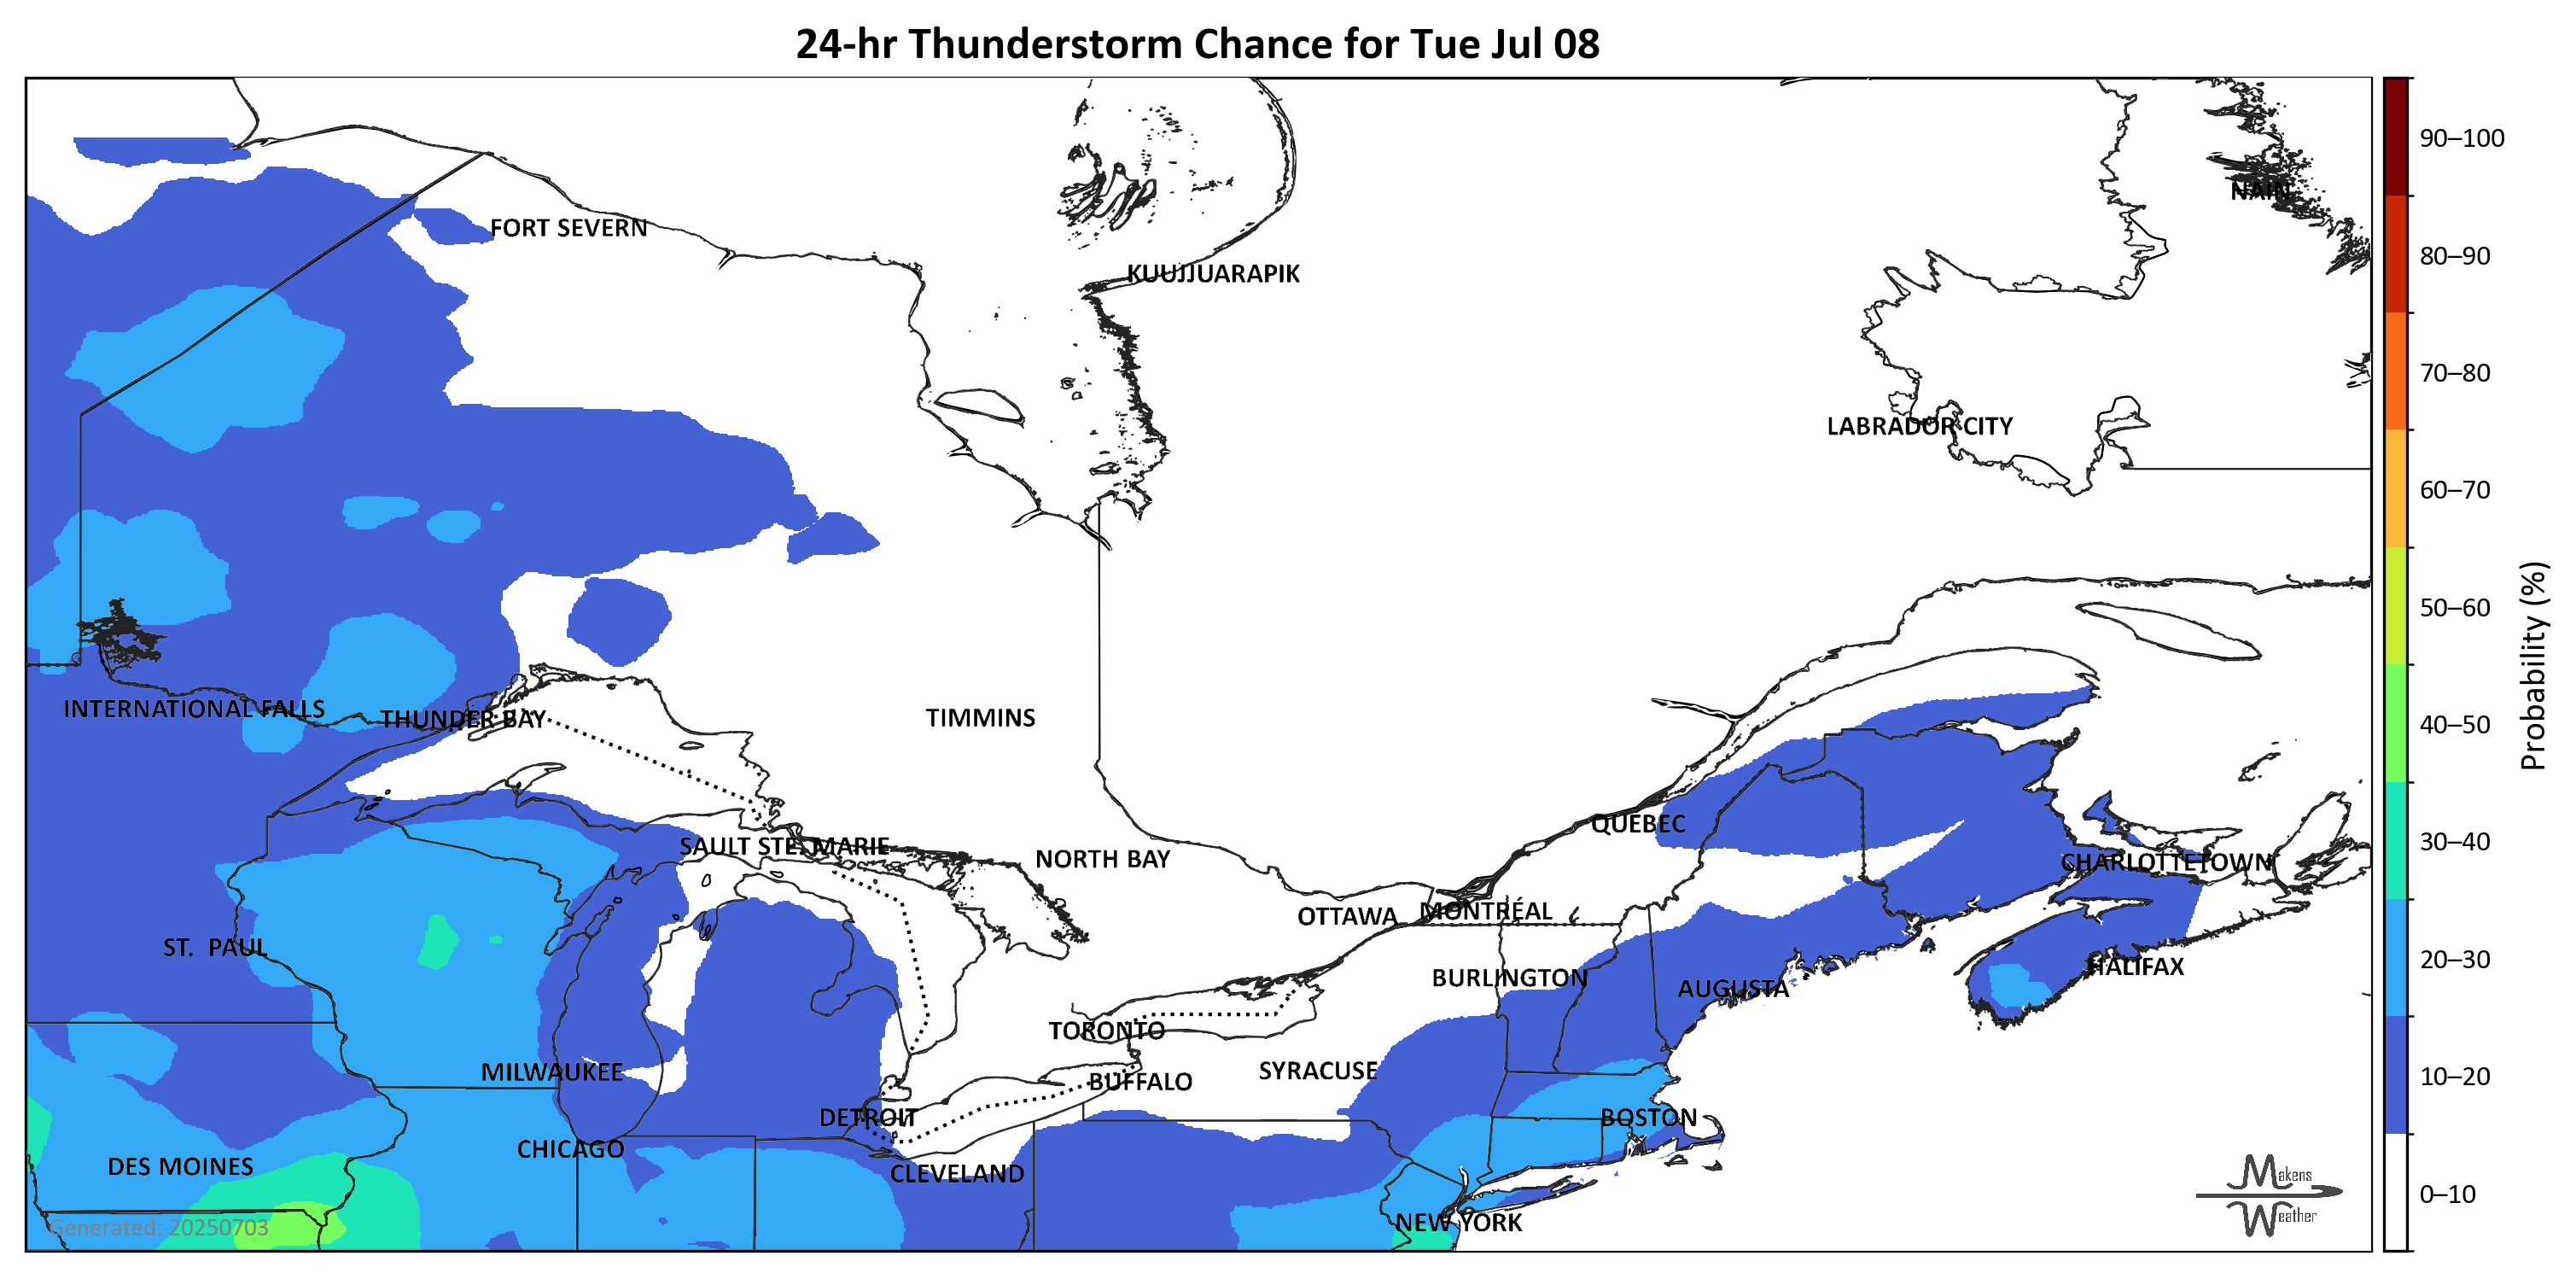 24-hr Thunderstorm Chance for Tue Jul 08
90–100
NAIN
FORT SEVERN
80–90
KUUJJUARAPIK
70–80
LABRADOR CITY
60–70
50–60
Probability (%)
INTERNATIONAL FALLS
THUNDER BAY
TIMMINS
40–50
QUEBEC
30–40
SAULT STE. MARIE
NORTH BAY
CHARLOTTETOWN
OTTAWA
MONTRÉAL
ST. PAUL
20–30
HALIFAX
BURLINGTON
AUGUSTA
TORONTO
SYRACUSE
MILWAUKEE
10–20
BUFFALO
DETROIT
BOSTON
CHICAGO
DES MOINES
CLEVELAND
Makens
Weather
0–10
NEW YORK
Generated: 20250703